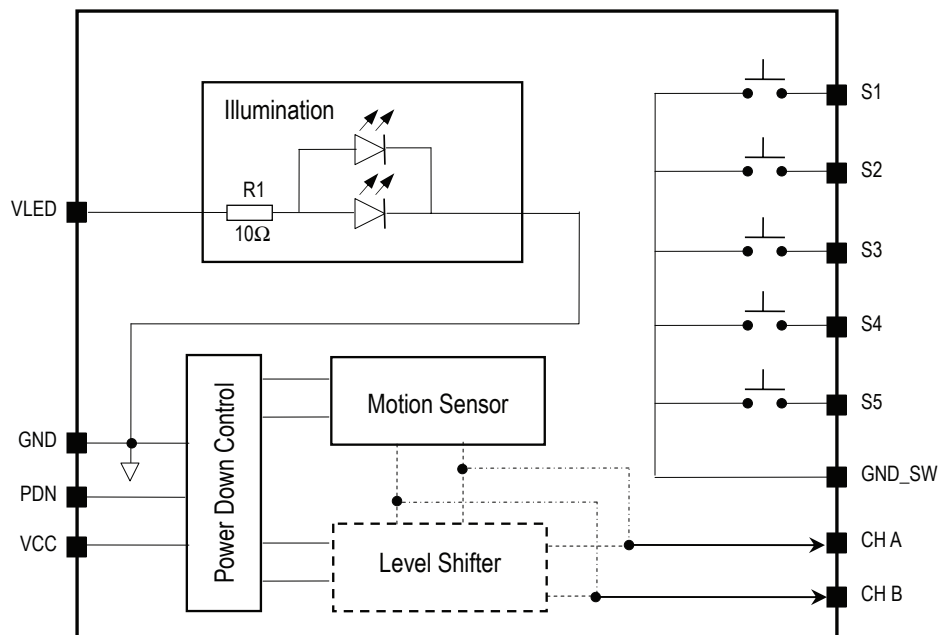 Illumination
R1
10Ω
VLED
GND
PDN
VCC
Power Down Control
Motion Sensor
Level Shifter
S1
S2
S3
S4
S5
GND_SW
CH A
CH B